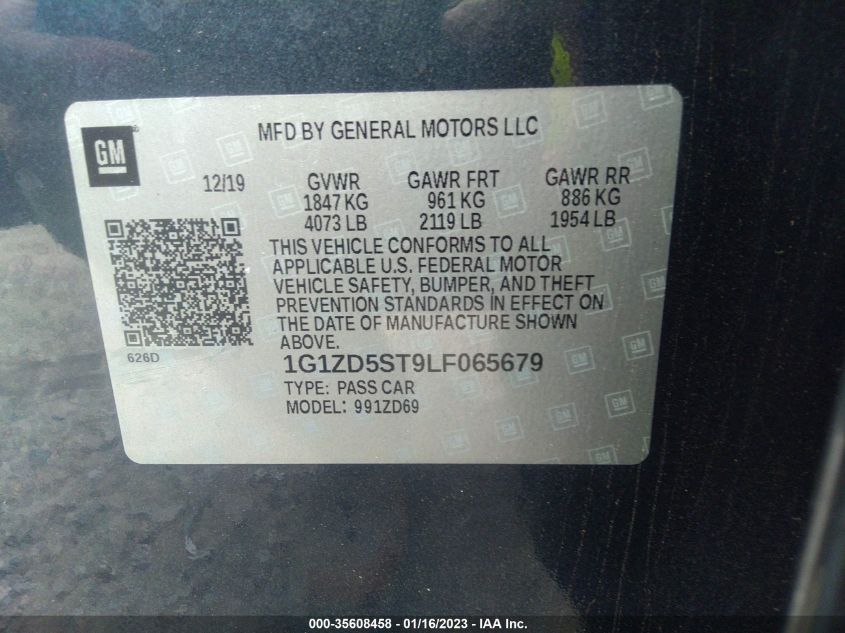 MFD BY GENERAL MOTORS LLC
GM
®
12/19
GVWR GAWR FRT GAWR RR
1847 KG 961 KG 886 KG
4073 LB 2119 LB 1954 LB
THIS VEHICLE CONFORMS TO ALL
APPLICABLE U.S. FEDERAL MOTOR
VEHICLE SAFETY, BUMPER, AND THEFT
PREVENTION STANDARDS IN EFFECT ON
THE DATE OF MANUFACTURE SHOWN
ABOVE.
626D
1G1ZD5ST9LF065679
TYPE: PASS CAR
MODEL: 991ZD69
000-35608458 - 01/16/2023 - IAA Inc.